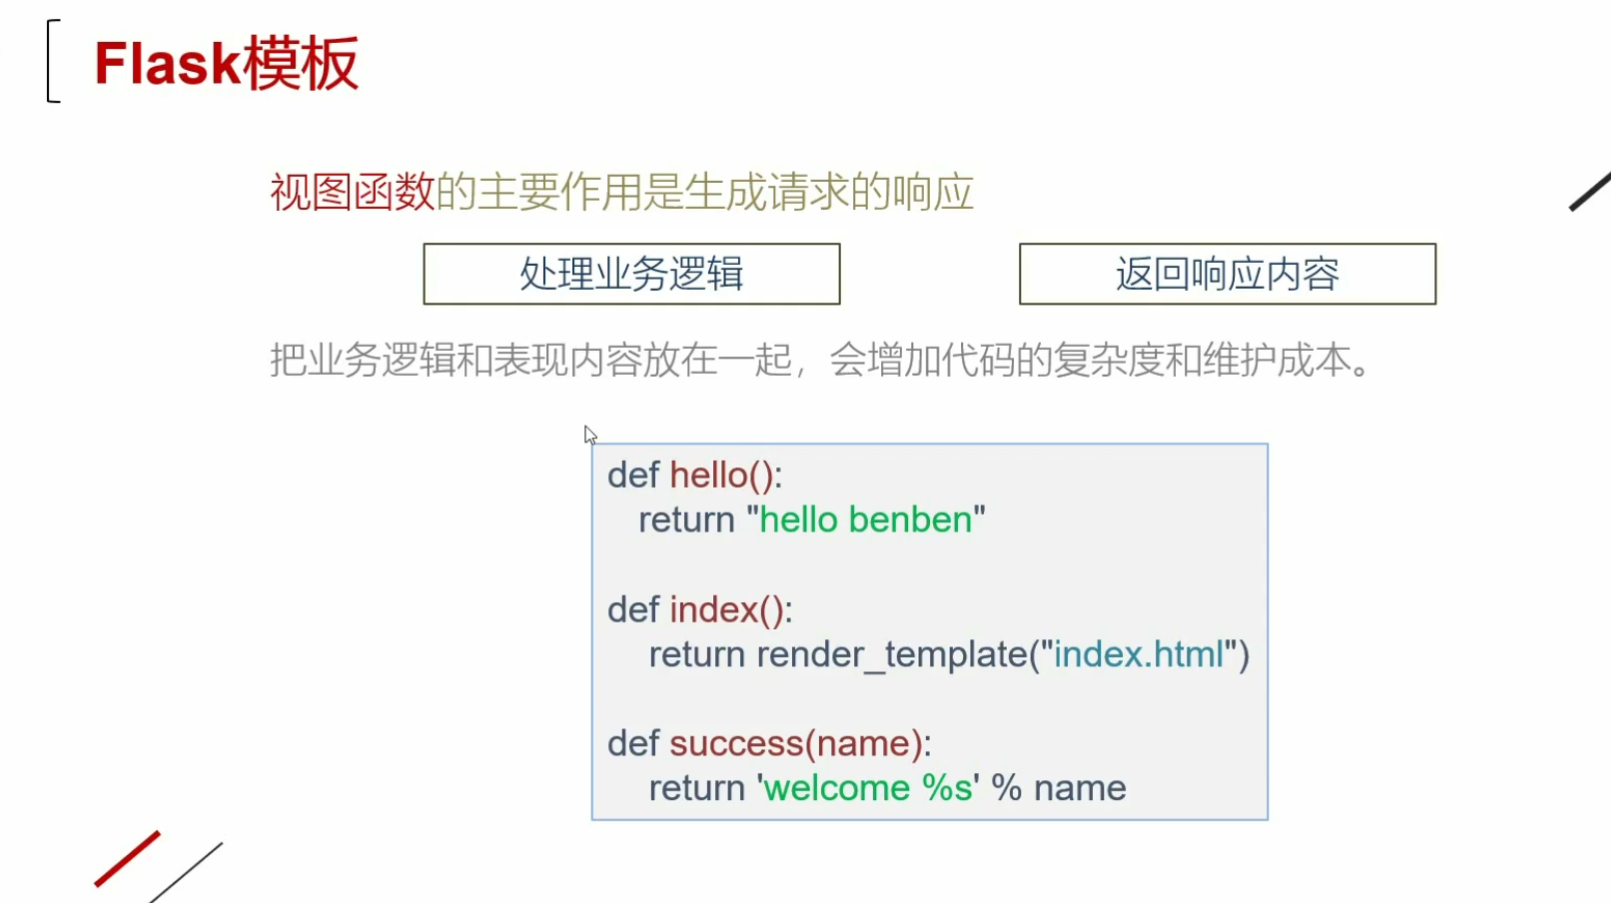 Flask模板
视图函数的主要作用是生成请求的响应
处理业务逻辑
返回响应内容
把业务逻辑和表现内容放在一起，会增加代码的复杂度和维护成本。
def hello():
return "hello benben"
def index():
return render_template("index.html")
def success(name):
return 'welcome %s' % name